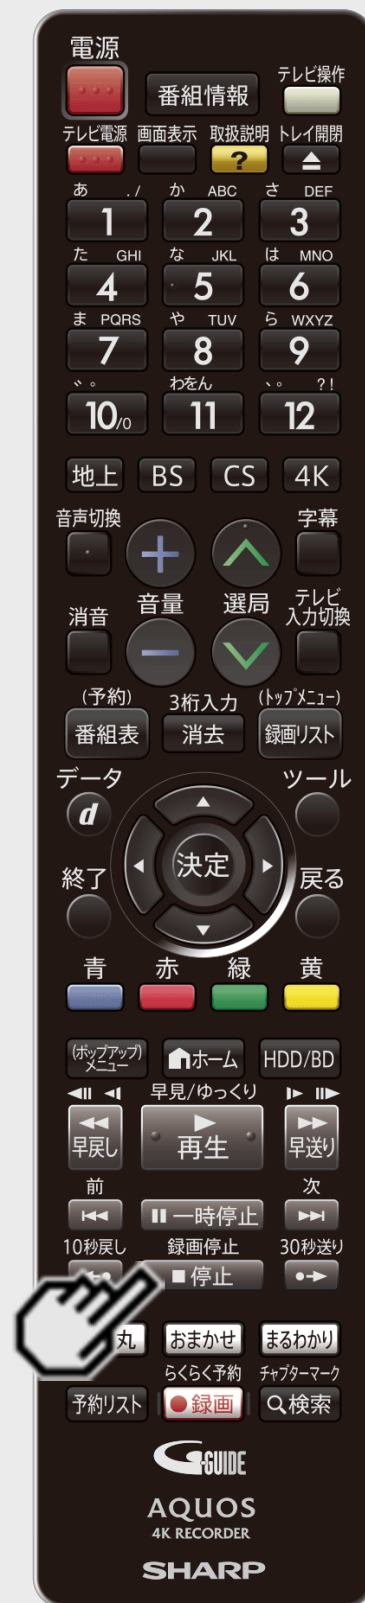 電源
番組情報
テレビ操作
テレビ電源 画面表示 取扱説明 トレイ開閉
?
あ ./ か ABC さ DEF
1 2 3
た GHI な JKL は MNO
4 5 6
ま PQRS や TUV ら WXYZ
7 8 9
゛゜ わをん 、。 ?!
10/0 11 12
地上 BS CS 4K
音声切換 字幕
音量 選局
消音 テレビ
入力切換
(予約) 3桁入力 (トップメニュー)
番組表 消去 録画リスト
データ ツール
d
決定
終了 戻る
青 赤 緑 黄
(ポップアップ)
メニュー ホーム HDD/BD
早見/ゆっくり
早戻し 再生 早送り
前 次
一時停止
10秒戻し 録画停止 30秒送り
停止
丸 おまかせ まるわかり
らくらく予約 チャプターマーク
予約リスト 録画 検索
G-GUIDE
AQUOS
4K RECORDER
SHARP